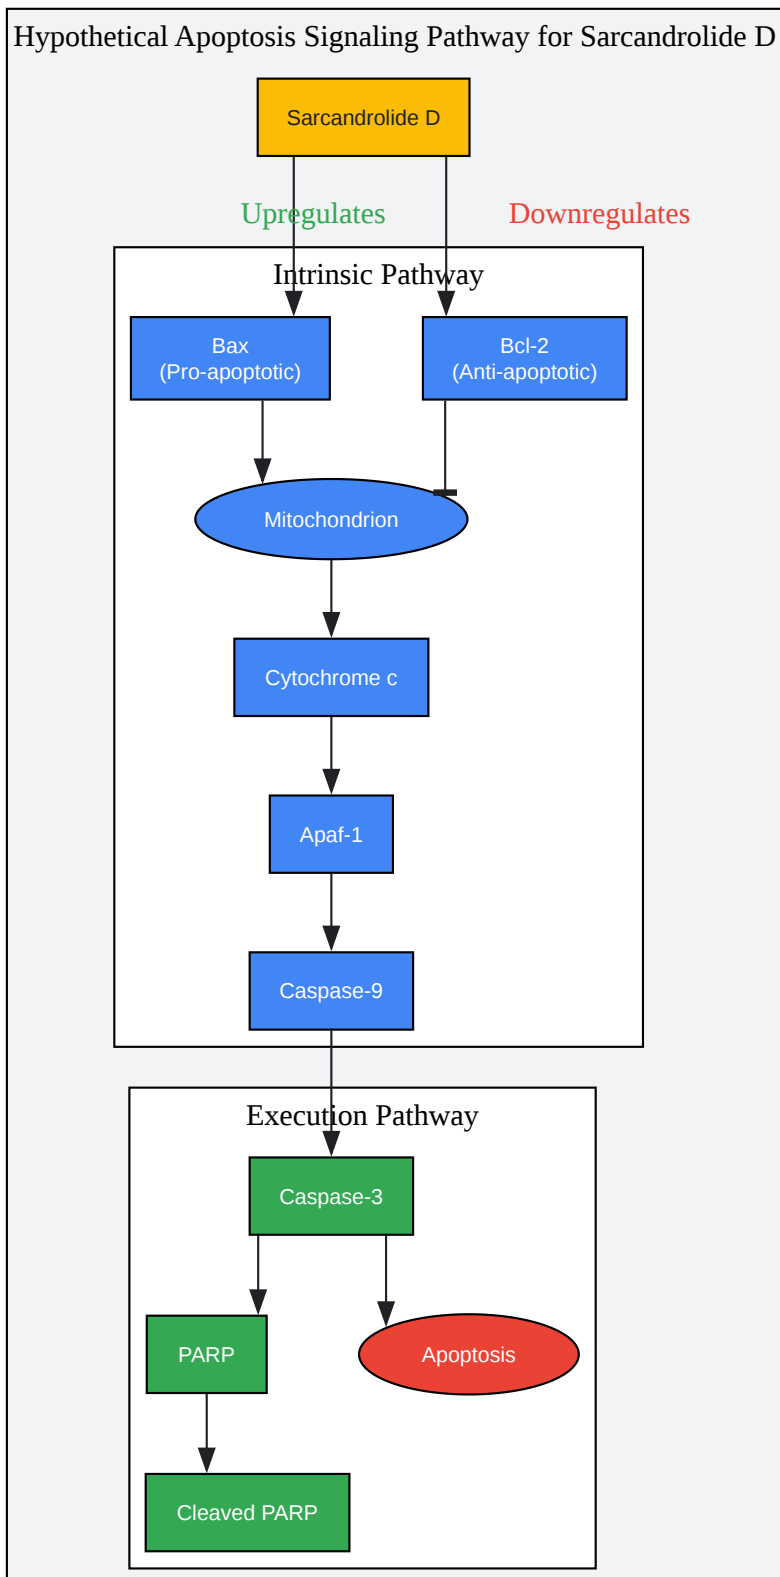 Hypothetical Apoptosis Signaling Pathway for Sarcandrolide D
Sarcandrolide D
Upregulates
Downregulates
Intrinsic Pathway
Bax
(Pro-apoptotic)
Bcl-2
(Anti-apoptotic)
Mitochondrion
Cytochrome c
Apaf-1
Caspase-9
Execution Pathway
Caspase-3
PARP
Apoptosis
Cleaved PARP